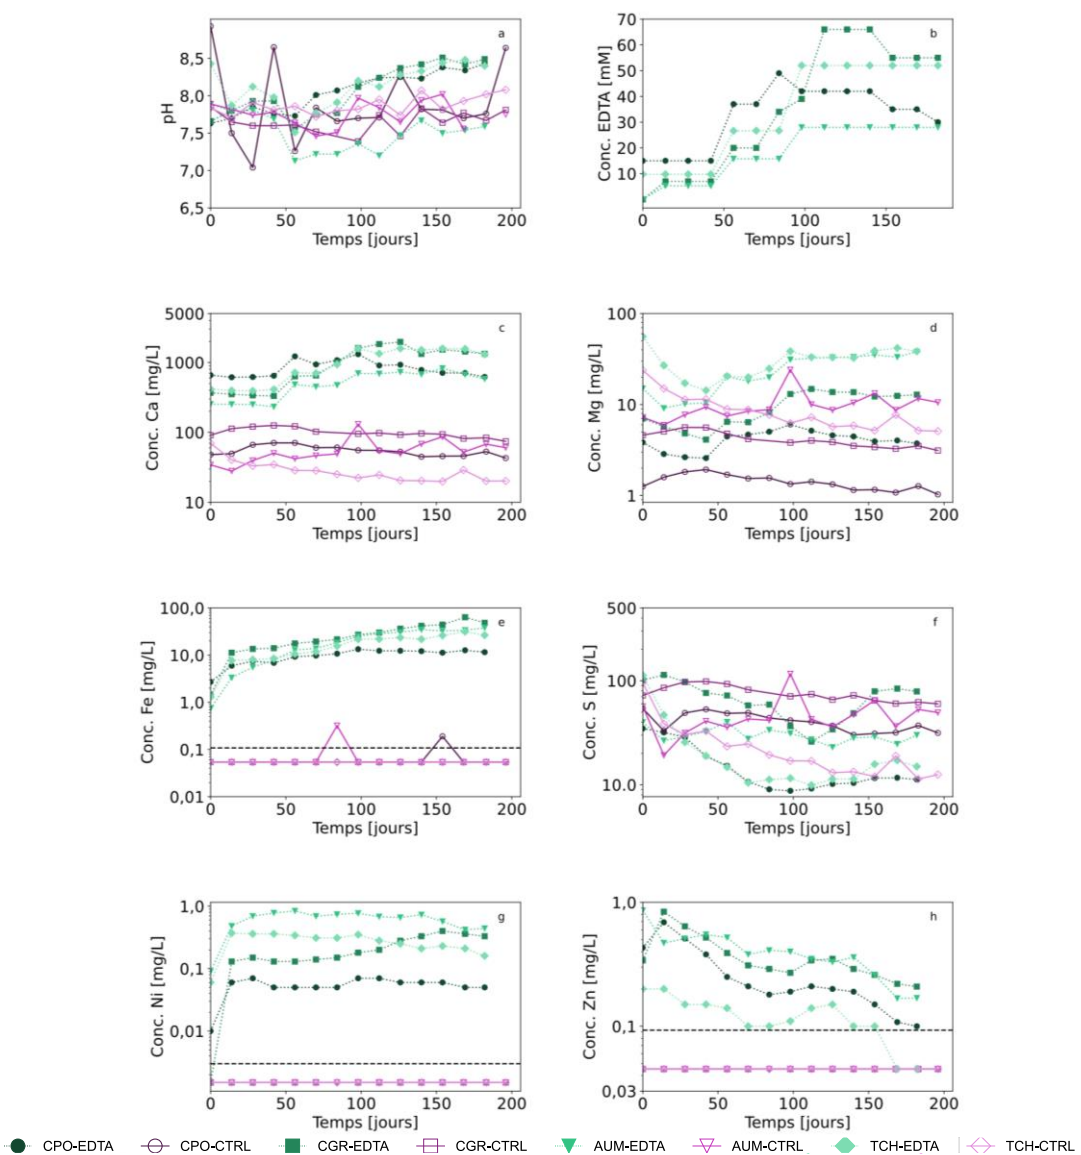 a
8,5
8,0
7,5
7,0
6,5
pH
0 50 100 150 200
Temps [jours]
b
70
60
50
40
30
20
10
Conc. EDTA [mM]
0 50 100 150
Temps [jours]
c
5000
1000
100
10
Conc. Ca [mg/L]
0 50 100 150 200
Temps [jours]
d
100
10
1
Conc. Mg [mg/L]
0 50 100 150 200
Temps [jours]
e
100,0
10,0
1,0
0,1
0,01
Conc. Fe [mg/L]
0 50 100 150 200
Temps [jours]
f
500
100
10.0
Conc. S [mg/L]
0 50 100 150 200
Temps [jours]
g
1,0
0,1
0,01
Conc. Ni [mg/L]
0 50 100 150 200
Temps [jours]
h
1,0
0,1
0,03
Conc. Zn [mg/L]
0 50 100 150 200
Temps [jours]
CPO-EDTA CPO-CTRL CGR-EDTA CGR-CTRL AUM-EDTA AUM-CTRL TCH-EDTA TCH-CTRL